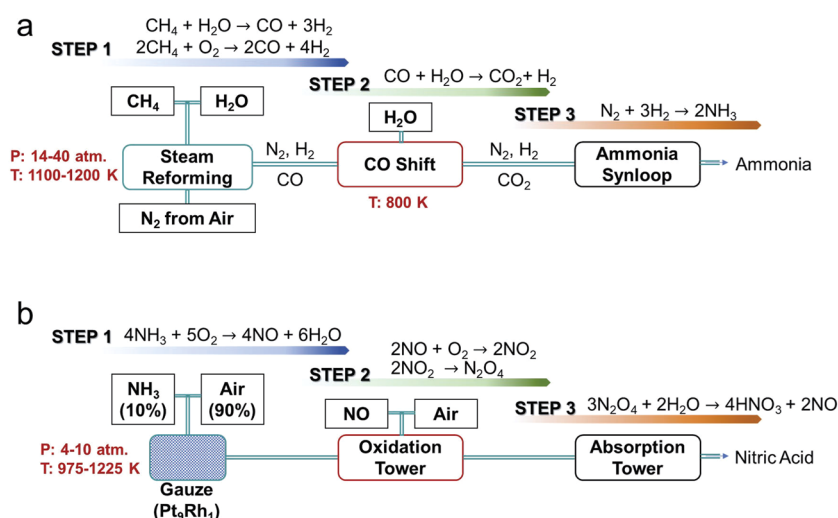 a
STEP 1
CH₄ + H₂O → CO + 3H₂
2CH₄ + O₂ → 2CO + 4H₂
STEP 2
CO + H₂O → CO₂+ H₂
STEP 3
N₂ + 3H₂ → 2NH₃
CH₄
H₂O
H₂O
P: 14-40 atm.
T: 1100-1200 K
Steam
Reforming
N₂, H₂
CO
CO Shift
N₂, H₂
CO₂
Ammonia
Synloop
Ammonia
T: 800 K
N₂ from Air
b
STEP 1
4NH₃ + 5O₂ → 4NO + 6H₂O
STEP 2
2NO + O₂ → 2NO₂
2NO₂ → N₂O₄
STEP 3
3N₂O₄ + 2H₂O → 4HNO₃ + 2NO
NH₃
(10%)
Air
(90%)
NO
Air
P: 4-10 atm.
T: 975-1225 K
Oxidation
Tower
Absorption
Tower
Nitric Acid
Gauze
(Pt₉Rh₁)